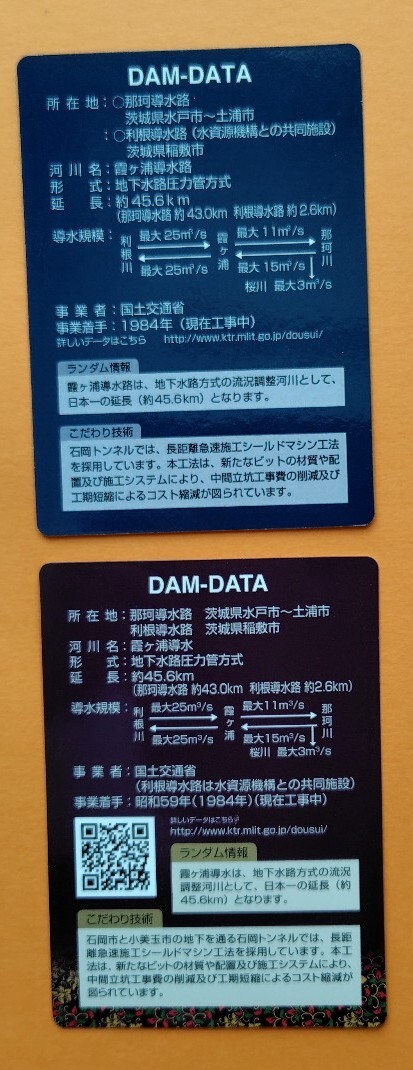 DAM-DATA
所在地：○那珂導水路
茨城県水戸市～土浦市
：○利根導水路（水資源機構との共同施設）
茨城県稲敷市
河川名：霞ヶ浦導水路
形　式：地下水路圧力管方式
延　長：約45.6km
（那珂導水路 約43.0km 利根導水路 約2.6km）
導水規模：利根川 最大25m³/s 最大25m³/s 霞ヶ浦 最大11m³/s 最大15m³/s 那珂川
桜川 最大3m³/s
事業者：国土交通省
事業着手：1984年（現在工事中）
詳しいデータはこちら http://www.ktr.mlit.go.jp/dousui/
ランダム情報
霞ヶ浦導水路は、地下水路方式の流況調整河川として、
日本一の延長（約45.6km）となります。
こだわり技術
石岡トンネルでは、長距離急速施工シールドマシン工法
を採用しています。本工法は、新たなビットの材質や配
置及び施工システムにより、中間立坑工事費の削減及び
工期短縮によるコスト縮減が図られています。
DAM-DATA
所在地：那珂導水路　茨城県水戸市～土浦市
利根導水路　茨城県稲敷市
河川名：霞ヶ浦導水
形　式：地下水路圧力管方式
延　長：約45.6km
（那珂導水路 約43.0km 利根導水路 約2.6km）
導水規模：利根川 最大25m³/s 最大25m³/s 霞ヶ浦 最大11m³/s 最大15m³/s 那珂川
桜川 最大3m³/s
事業者：国土交通省
（利根導水路は水資源機構との共同施設）
事業着手：昭和59年（1984年）（現在工事中）
詳しいデータはこちら
http://www.ktr.mlit.go.jp/dousui/
ランダム情報
霞ヶ浦導水は、地下水路方式の流況
調整河川として、日本一の延長（約
45.6km）となります。
こだわり技術
石岡市と小美玉市の地下を通る石岡トンネルでは、長距
離急速施工シールドマシン工法を採用しています。本工
法は、新たなビットの材質や配置及び施工システムにより、
中間立坑工事費の削減及び工期短縮によるコスト縮減が
図られています。